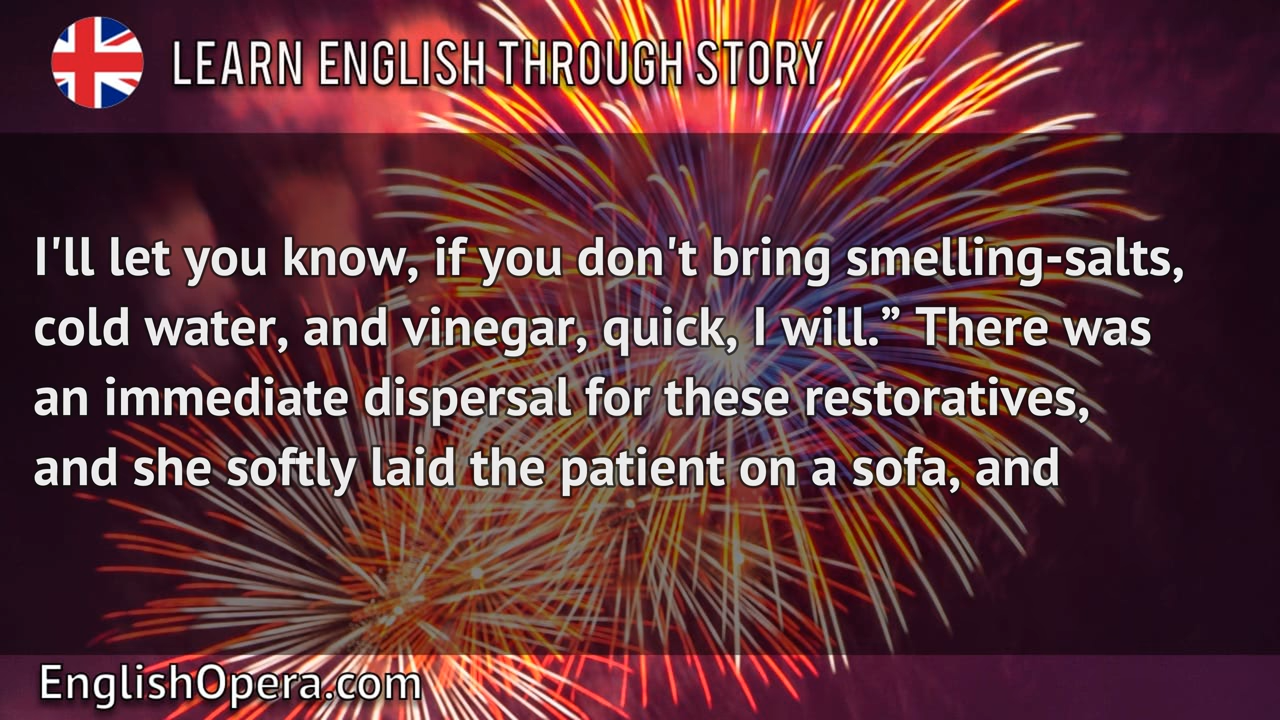 LEARN ENGLISH THROUGH STORY
I'll let you know, if you don't bring smelling-salts,
cold water, and vinegar, quick, I will.” There was
an immediate dispersal for these restoratives,
and she softly laid the patient on a sofa, and
EnglishOpera.com